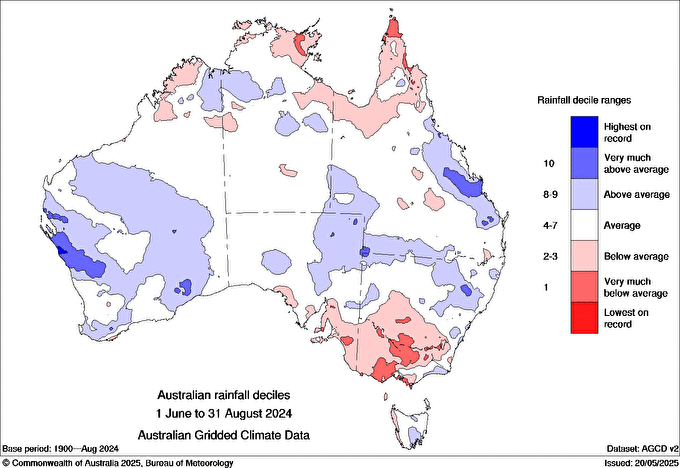 Rainfall decile ranges
Highest on
record
10
Very much
above average
8-9
Above average
4-7
Average
2-3
Below average
1
Very much
below average
Lowest on
record
Australian rainfall deciles
1 June to 31 August 2024
Australian Gridded Climate Data
Base period: 1900—Aug 2024
Dataset: AGCD v2
© Commonwealth of Australia 2025, Bureau of Meteorology
Issued: 20/05/2025